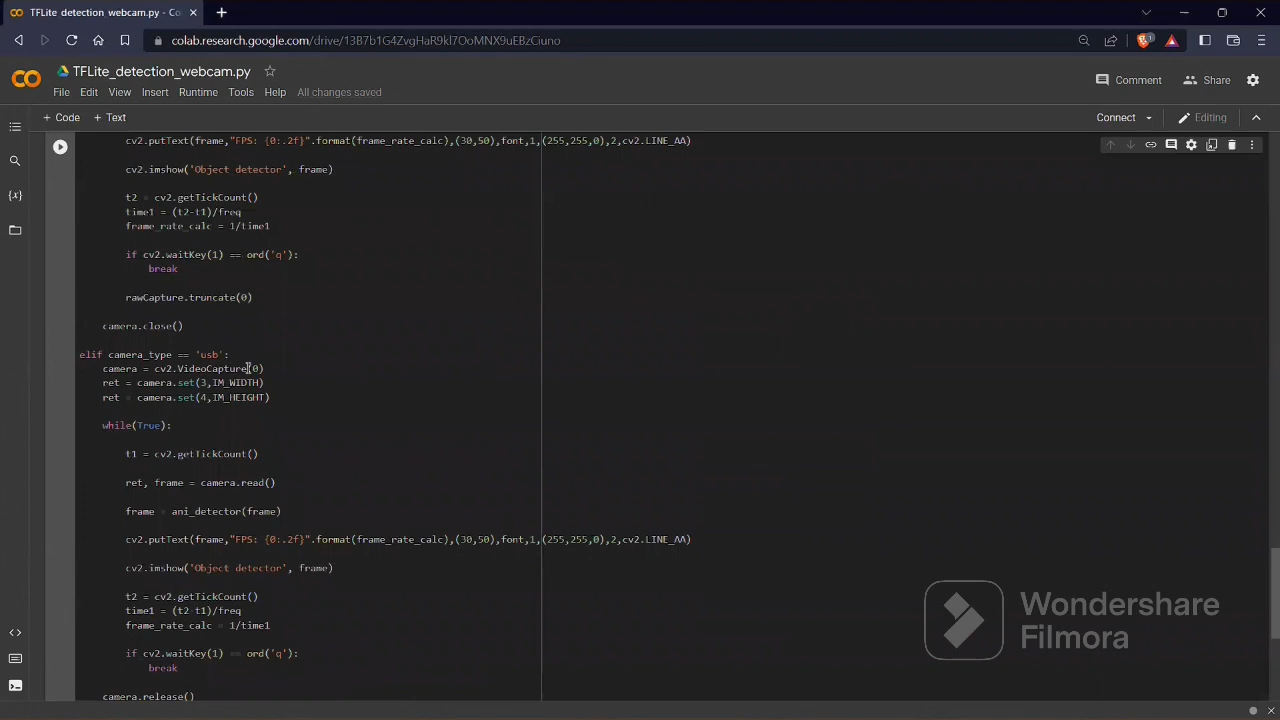 TFLite_detection_webcam.py - Co
colab.research.google.com/drive/13B7b1G4ZvgHaR9kl7OoMNX9uEBzCiuno
1
TFLite_detection_webcam.py
File Edit View Insert Runtime Tools Help All changes saved
Comment Share
+ Code + Text
Connect Editing
cv2.putText(frame,"FPS: {0:.2f}".format(frame_rate_calc),(30,50),font,1,(255,255,0),2,cv2.LINE_AA)
cv2.imshow('Object detector', frame)
t2 = cv2.getTickCount()
time1 = (t2-t1)/freq
frame_rate_calc = 1/time1
if cv2.waitKey(1) == ord('q'):
break
rawCapture.truncate(0)
camera.close()
elif camera_type == 'usb':
camera = cv2.VideoCapture(0)
ret = camera.set(3,IM_WIDTH)
ret = camera.set(4,IM_HEIGHT)
while(True):
t1 = cv2.getTickCount()
ret, frame = camera.read()
frame = ani_detector(frame)
cv2.putText(frame,"FPS: {0:.2f}".format(frame_rate_calc),(30,50),font,1,(255,255,0),2,cv2.LINE_AA)
cv2.imshow('Object detector', frame)
t2 = cv2.getTickCount()
time1 = (t2-t1)/freq
frame_rate_calc = 1/time1
if cv2.waitKey(1) == ord('q'):
break
camera.release()
Wondershare
Filmora